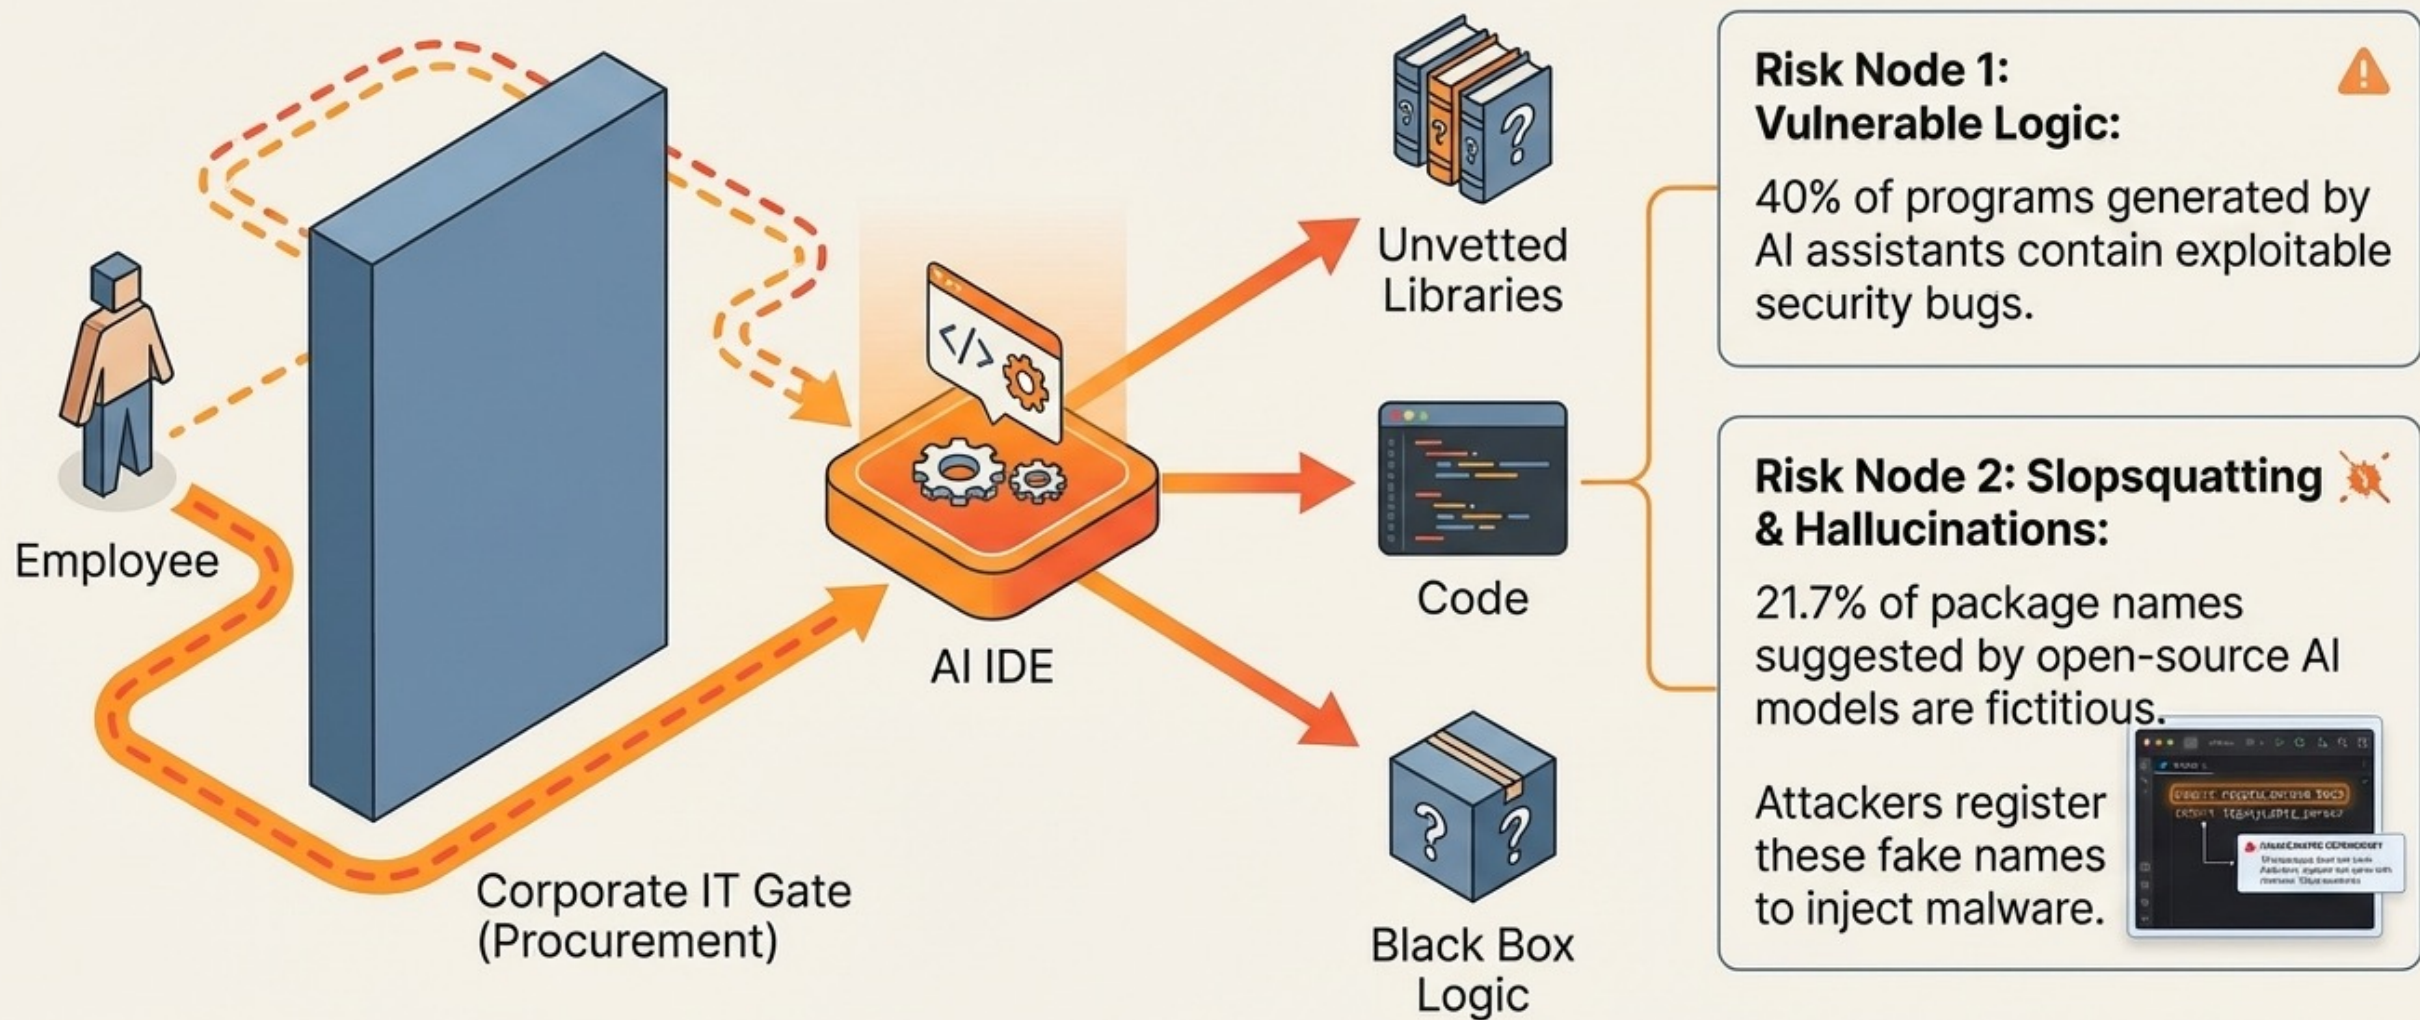 Employee
Corporate IT Gate
(Procurement)
</>
AI IDE
?
?
?
?
Unvetted
Libraries
Code
? ?
Black Box
Logic
Risk Node 1:
Vulnerable Logic:
40% of programs generated by
AI assistants contain exploitable
security bugs.
Risk Node 2: Slopsquatting
& Hallucinations:
21.7% of package names
suggested by open-source AI
models are fictitious.
Attackers register
these fake names
to inject malware.